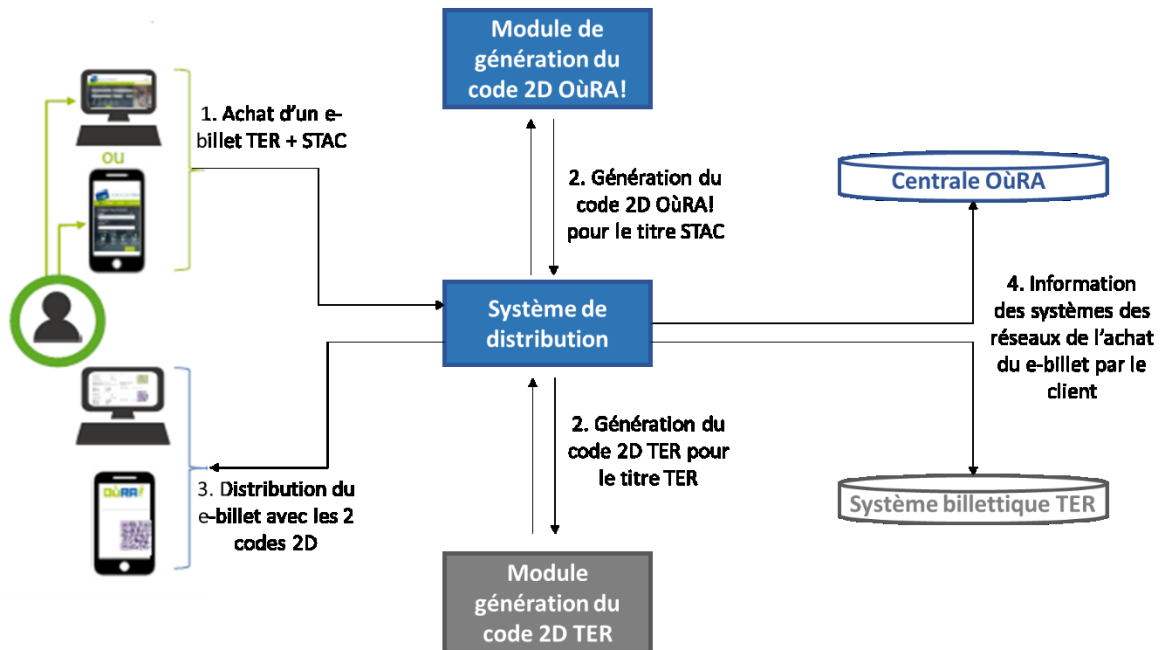 Module de
génération du
code 2D OùRA!
1. Achat d'un e-
billet TER + STAC
ou
2. Génération du
code 2D OùRA!
pour le titre STAC
Centrale OùRA
4. Information
des systèmes des
réseaux de l'achat
du e-billet par le
client
Système de
distribution
2. Génération du
code 2D TER pour
le titre TER
OùRA!
3. Distribution du
e-billet avec les 2
codes 2D
Système billettique TER
Module
génération du
code 2D TER